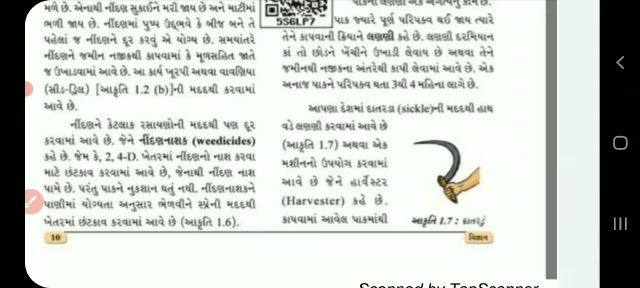 મળે છે. એનાથી નીંદણ સુકાઈને મરી જાય છે અને માટીમાં
ભળી જાય છે. નીંદણમાં પુષ્પ ઉદ્ભવે કે બીજ બને તે
પહેલાં જ નીંદણને દૂર કરવું એ યોગ્ય છે. સમયાંતરે
નીંદણને જમીન નજીકથી કાપવામાં કે મૂળસહિત જાતે
જ ઉખાડવામાં આવે છે. આ કાર્ય ખૂરપી અથવા વાવણિયા
(સીડ-ડ્રિલ) [આકૃતિ 1.2 (b)]ની મદદથી કરવામાં
આવે છે.
નીંદણને કેટલાક રસાયણોની મદદથી પણ દૂર
કરવામાં આવે છે. જેને નીંદણનાશક (weedicides)
કહે છે. જેમ કે, 2, 4-D. ખેતરમાં નીંદણનો નાશ કરવા
માટે છંટકાવ કરવામાં આવે છે, જેનાથી નીંદણ નાશ
પામે છે. પરંતુ પાકને નુકશાન થતું નથી. નીંદણનાશકને
પાણીમાં યોગ્યતા અનુસાર ભેળવીને સ્પ્રેની મદદથી
ખેતરમાં છંટકાવ કરવામાં આવે છે (આકૃતિ 1.6).
10
5S6LP7
પાક જ્યારે પૂર્ણ પરિપક્વ થઈ જાય ત્યારે
તેને કાપવાની ક્રિયાને લણણી કહે છે. લણણી દરમિયાન
કાં તો છોડને ખેંચીને ઉખાડી લેવાય છે અથવા તેને
જમીનથી નજીકના અંતરેથી કાપી લેવામાં આવે છે. એક
અનાજ પાકને પરિપક્વ થતા 3થી 4 મહિના લાગે છે.
આપણા દેશમાં દાતરડા (sickle)ની મદદથી હાથ
વડે લણણી કરવામાં આવે છે
(આકૃતિ 1.7) અથવા એક
મશીનનો ઉપયોગ કરવામાં
આવે છે જેને હાર્વેસ્ટર
(Harvester) કહે છે.
કાપવામાં આવેલ પાકમાંથી
આકૃતિ 1.7 : દાતરડું
વિજ્ઞાન